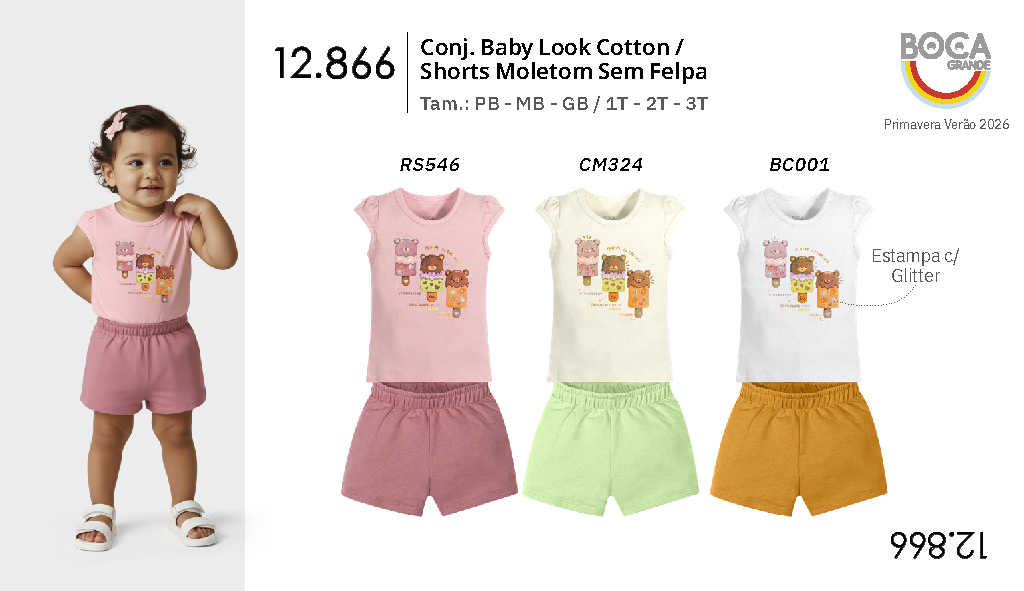 12.866
Conj. Baby Look Cotton /
Shorts Moletom Sem Felpa
Tam.: PB - MB - GB / 1T - 2T - 3T
BOCA
GRANDE
Primavera Verão 2026
RS546
CM324
BC001
Estampa c/
Glitter
12.866